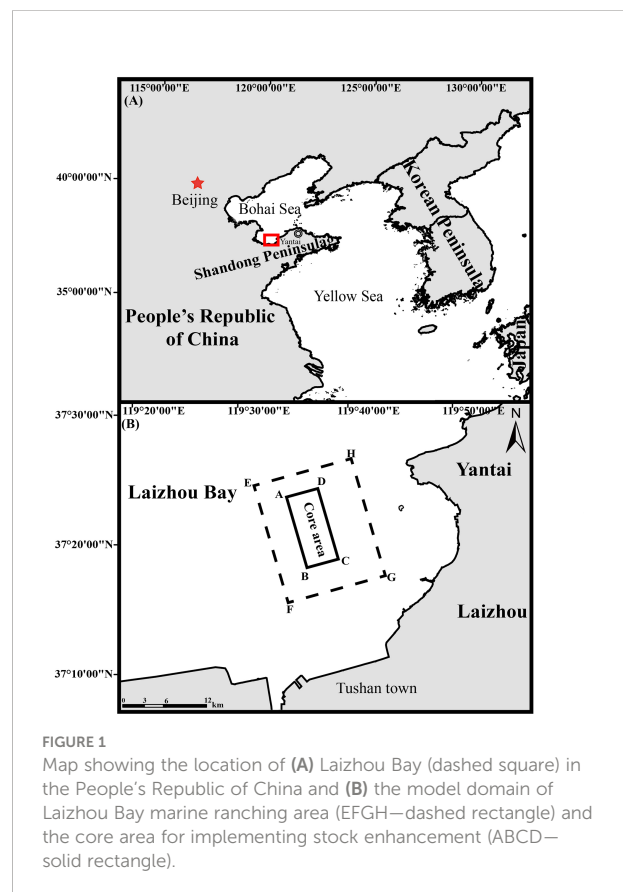 115°00'00"E 120°00'00"E 125°00'00"E 130°00'00"E
(A)
40°00'00"N
Beijing
Bohai Sea
Korean Peninsula
Yantai
Shandong Peninsula
35°00'00"N
Yellow Sea
People's Republic
of China
Japan
119°20'00"E 119°30'00"E 119°40'00"E 119°50'00"E
37°30'00"N
(B)
N
H
Yantai
E
Laizhou Bay
D
A
Core area
37°20'00"N
C
B
G
F
Laizhou
37°10'00"N
Tushan town
0 3 6 12
km
FIGURE 1
Map showing the location of (A) Laizhou Bay (dashed square) in
the People's Republic of China and (B) the model domain of
Laizhou Bay marine ranching area (EFGH—dashed rectangle) and
the core area for implementing stock enhancement (ABCD—
solid rectangle).